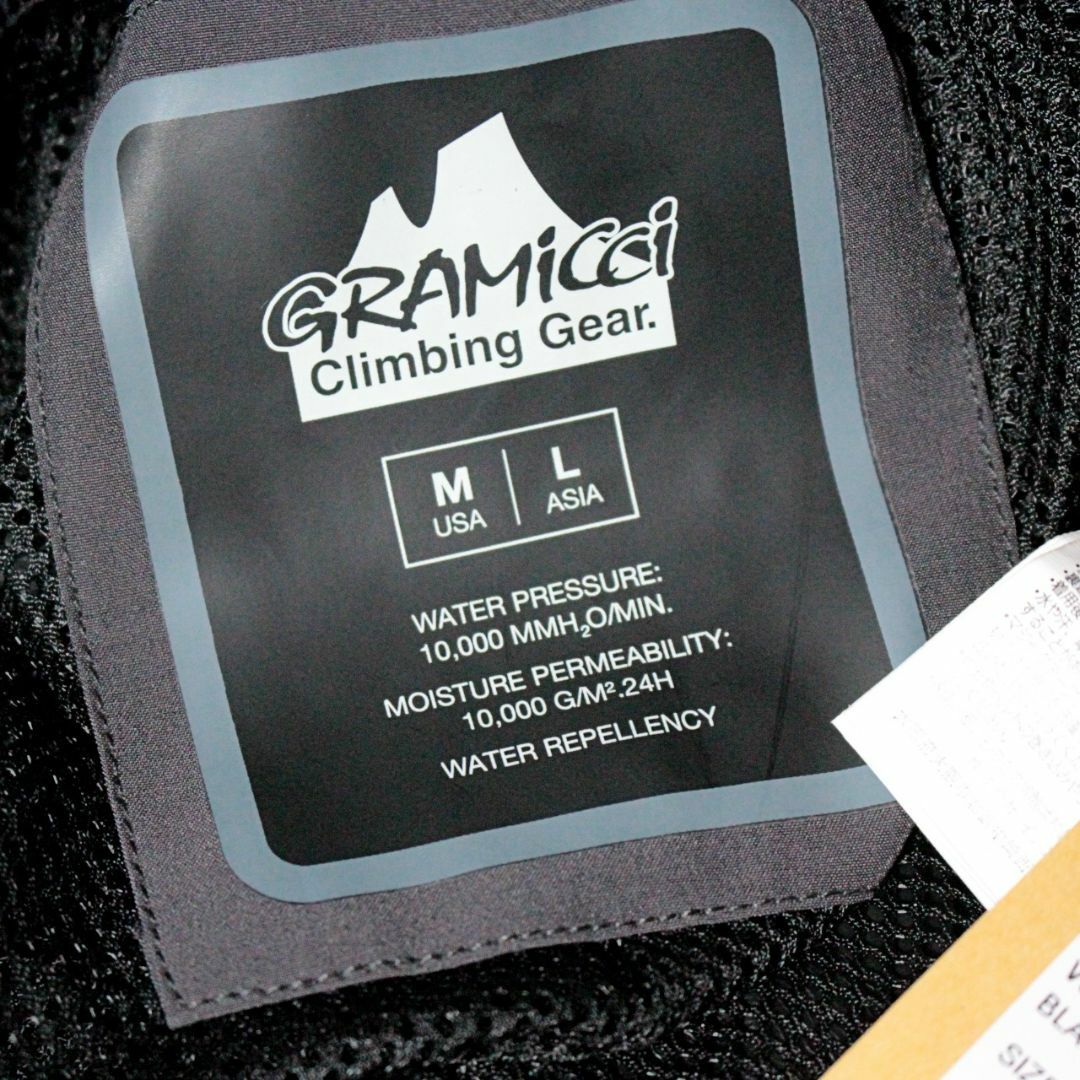 GRAMiCCi
Climbing Gear.
M
USA
L
ASIA
WATER PRESSURE:
10,000 MMH₂O/MIN.
MOISTURE PERMEABILITY:
10,000 G/M².24H
WATER REPELLENCY